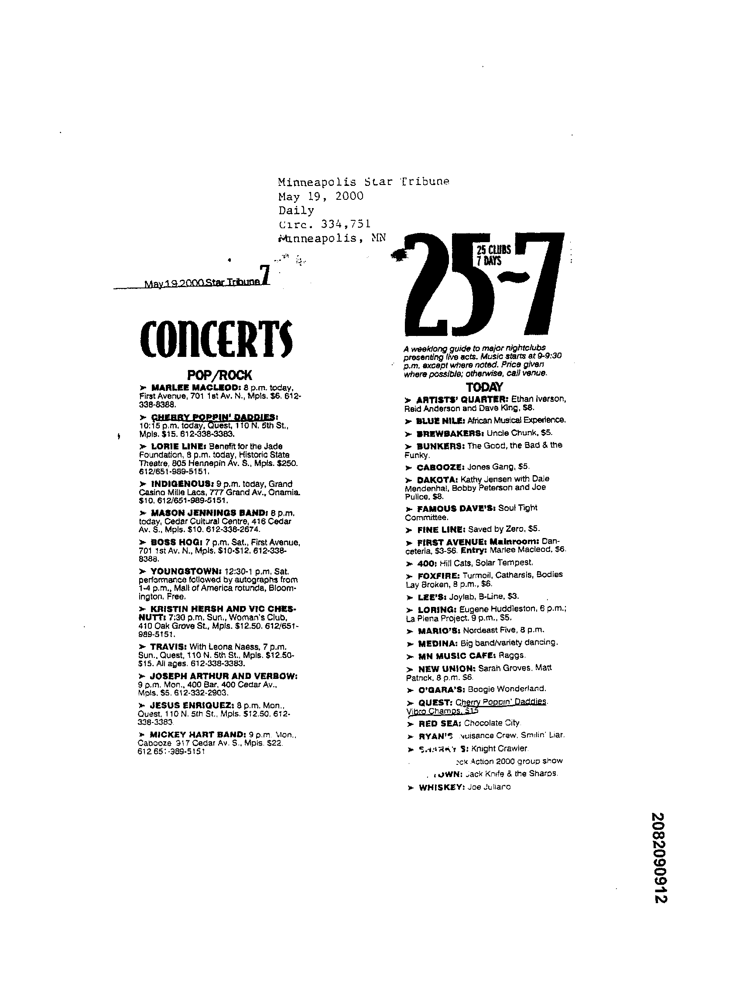 Minneapolis Star Tribune
May 19, 2000
Daily
Circ. 334,751
Minneapolis, MN
May 19 2000 Star Tribune 7
CONCERTS
POP/ROCK
➤ MARLEE MACLEOD: 8 p.m. today,
First Avenue, 701 1st Av. N., Mpls. $6. 612-
338-8388.
➤ CHERRY POPPIN' DADDIES:
10:15 p.m. today, Quest, 110 N. 5th St.,
Mpls. $15. 612-338-3383.
➤ LORIE LINE: Benefit for the Jade
Foundation, 8 p.m. today, Historic State
Theatre, 805 Hennepin Av. S., Mpls. $250.
612/651-989-5151.
➤ INDIGENOUS: 9 p.m. today, Grand
Casino Mille Lacs, 777 Grand Av., Onamia.
$10. 612/651-989-5151.
➤ MASON JENNINGS BAND: 8 p.m.
today, Cedar Cultural Centre, 416 Cedar
Av. S., Mpls. $10. 612-338-2674.
➤ BOSS HOG: 7 p.m. Sat., First Avenue,
701 1st Av. N., Mpls. $10-$12. 612-338-
8388.
➤ YOUNGSTOWN: 12:30-1 p.m. Sat.
performance followed by autographs from
1-4 p.m., Mall of America rotunda, Bloom-
ington. Free.
➤ KRISTIN HERSH AND VIC CHES-
NUTT: 7:30 p.m. Sun., Woman's Club,
410 Oak Grove St., Mpls. $12.50. 612/651-
989-5151.
➤ TRAVIS: With Leona Naess, 7 p.m.
Sun., Quest, 110 N. 5th St., Mpls. $12.50-
$15. All ages. 612-338-3383.
➤ JOSEPH ARTHUR AND VERBOW:
9 p.m. Mon., 400 Bar, 400 Cedar Av.,
Mpls. $5. 612-332-2903.
➤ JESUS ENRIQUEZ: 8 p.m. Mon.,
Quest, 110 N. 5th St., Mpls. $12.50. 612-
338-3383
➤ MICKEY HART BAND: 9 p.m. Mon.,
Cabooze 917 Cedar Av. S., Mpls. $22.
612 651-989-5151
25-7
25 CLUBS
7 DAYS
A weeklong guide to major nightclubs
presenting live acts. Music starts at 9-9:30
p.m. except where noted. Price given
where possible; otherwise, call venue.
TODAY
➤ ARTISTS' QUARTER: Ethan Iverson,
Reid Anderson and Dave King, $8.
➤ BLUE NILE: African Musical Experience.
➤ BREWBAKERS: Uncle Chunk, $5.
➤ BUNKERS: The Good, the Bad & the
Funky.
➤ CABOOZE: Jones Gang, $5.
➤ DAKOTA: Kathy Jensen with Dale
Mendenhal, Bobby Peterson and Joe
Pulice, $8.
➤ FAMOUS DAVE'S: Soul Tight
Committee.
➤ FINE LINE: Saved by Zero, $5.
➤ FIRST AVENUE: Mainroom: Dan-
ceteria, $3-$6. Entry: Marlee Macleod, $6.
➤ 400: Hill Cats, Solar Tempest.
➤ FOXFIRE: Turmoil, Catharsis, Bodies
Lay Broken, 8 p.m., $6.
➤ LEE'S: Joylab, B-Line, $3.
➤ LORING: Eugene Huddleston, 6 p.m.;
La Piena Project, 9 p.m., $5.
➤ MARIO'S: Nordeast Five, 8 p.m.
➤ MEDINA: Big band/variety dancing.
➤ MN MUSIC CAFE: Raggs.
➤ NEW UNION: Sarah Groves, Matt
Patrick, 8 p.m. $6.
➤ O'GARA'S: Boogie Wonderland.
➤ QUEST: Cherry Poppin' Daddies,
Vibro Champs, $15
➤ RED SEA: Chocolate City
➤ RYAN'S Nuisance Crew, Smilin' Liar.
➤ Knight Crawler
Action 2000 group show
Jack Knife & the Sharps.
➤ WHISKEY: Joe Juliano
2082090912